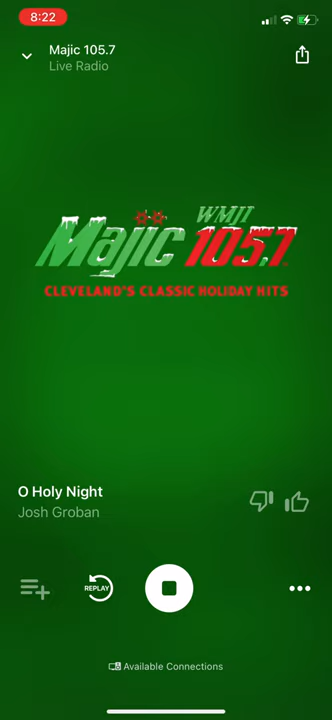 8:22
Majic 105.7
Live Radio
WMJI
Majic 105.7
CLEVELAND'S CLASSIC HOLIDAY HITS
O Holy Night
Josh Groban
REPLAY
Available Connections